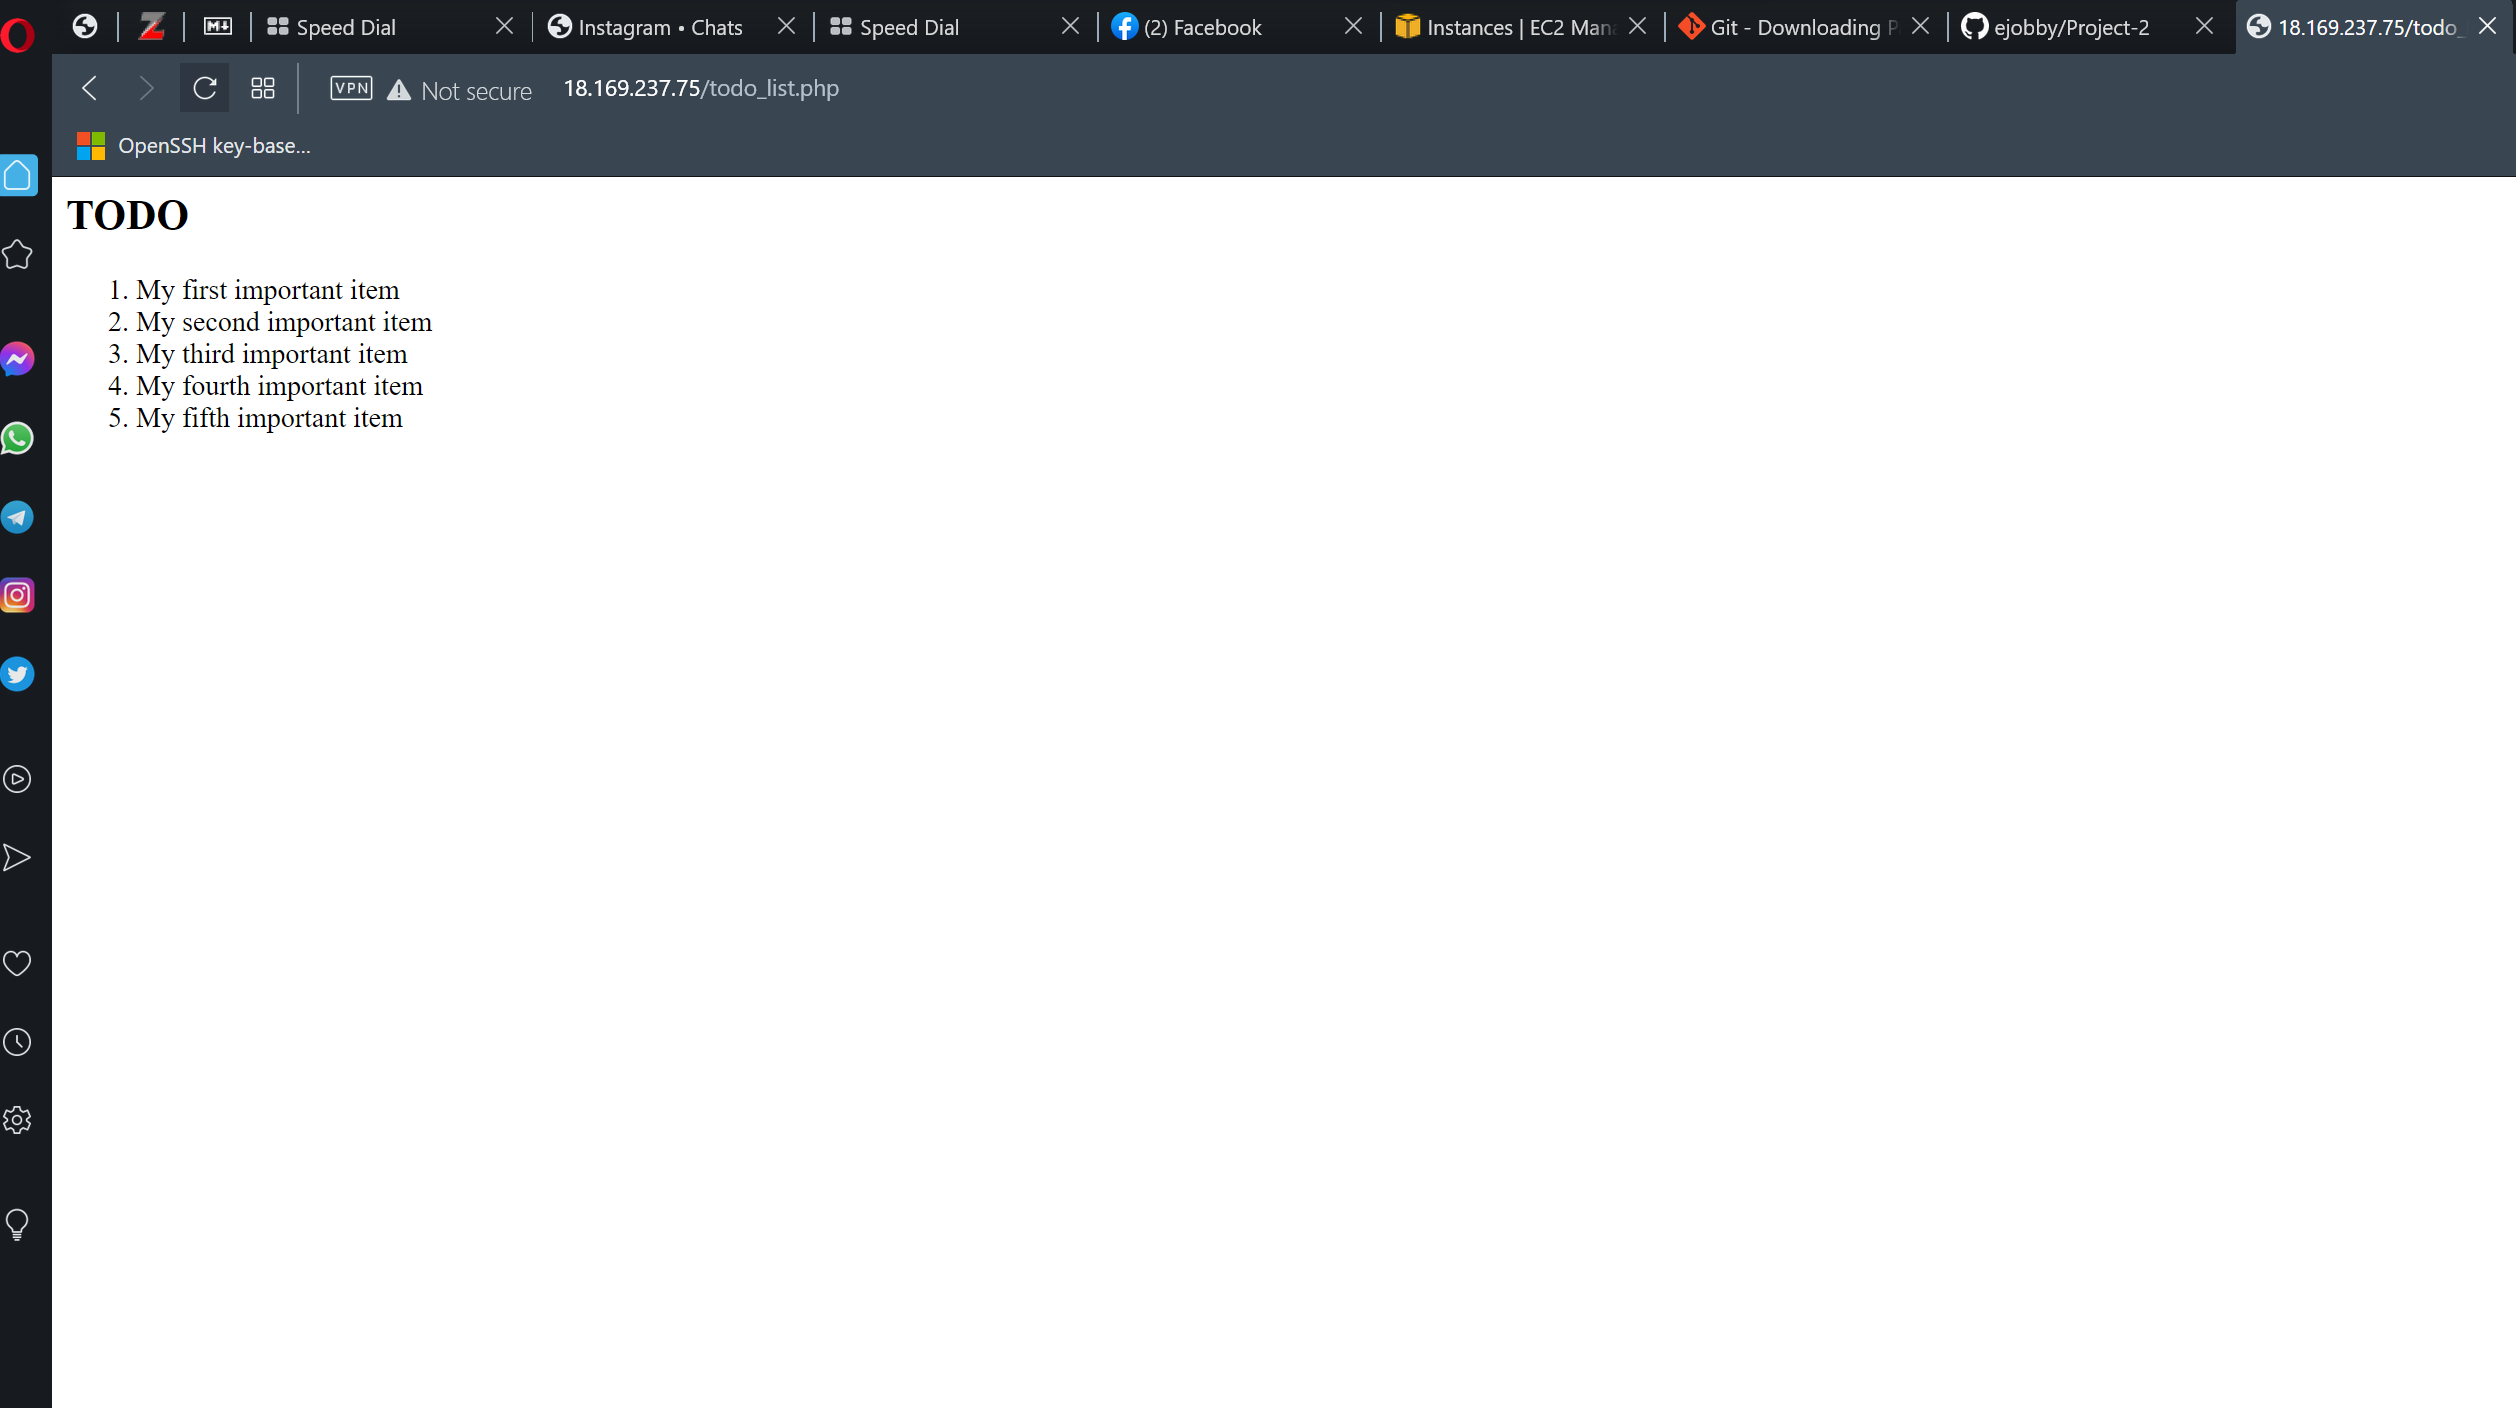 Speed Dial
Instagram • Chats
Speed Dial
(2) Facebook
Instances | EC2 Man
Git - Downloading P
ejobby/Project-2
18.169.237.75/todo_
VPN
Not secure
18.169.237.75/todo_list.php
OpenSSH key-base...
TODO
1. My first important item
2. My second important item
3. My third important item
4. My fourth important item
5. My fifth important item